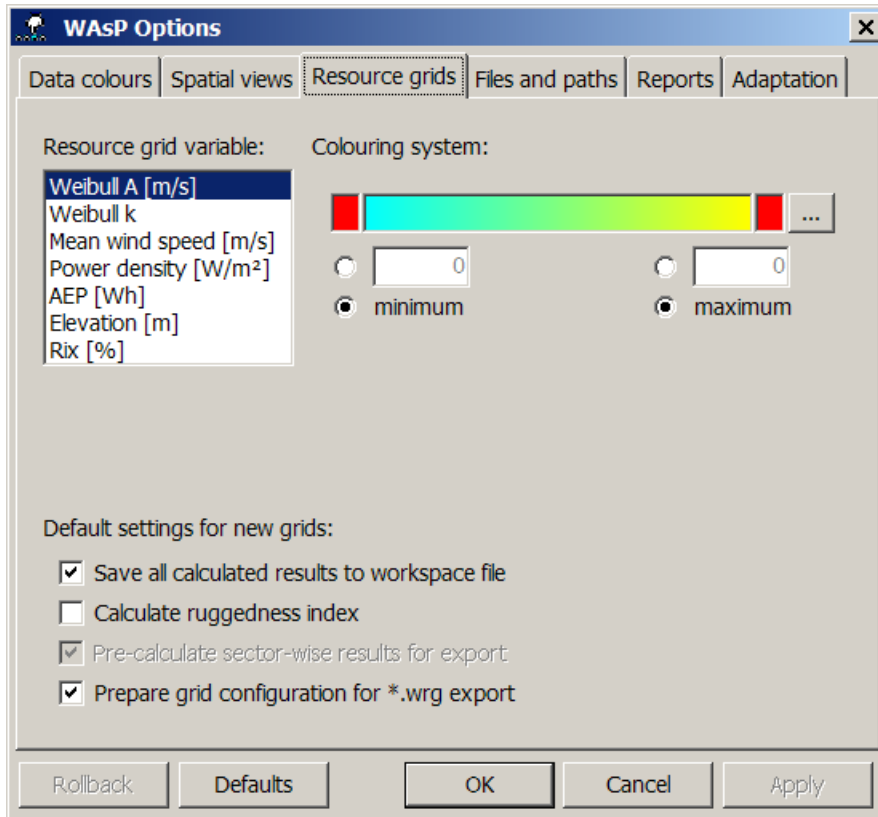 WAsP Options
Data colours Spatial views Resource grids Files and paths Reports Adaptation
Resource grid variable: Colouring system:
Weibull A [m/s]
Weibull k
Mean wind speed [m/s]
Power density [W/m²]
AEP [Wh]
Elevation [m]
Rix [%]
...
0 0
minimum maximum
Default settings for new grids:
Save all calculated results to workspace file
Calculate ruggedness index
Pre-calculate sector-wise results for export
Prepare grid configuration for *.wrg export
Rollback Defaults OK Cancel Apply